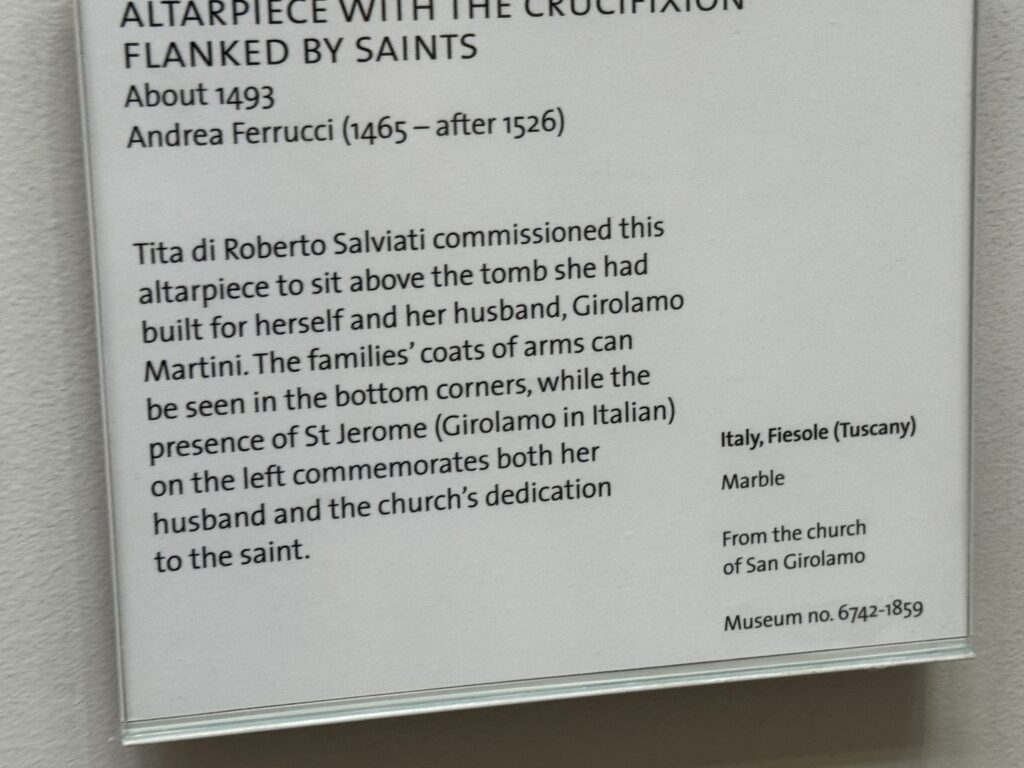 ALTARPIECE WITH THE CRUCIFIXION
FLANKED BY SAINTS
About 1493
Andrea Ferrucci (1465 – after 1526)
Tita di Roberto Salviati commissioned this
altarpiece to sit above the tomb she had
built for herself and her husband, Girolamo
Martini. The families’ coats of arms can
be seen in the bottom corners, while the
presence of St Jerome (Girolamo in Italian)
on the left commemorates both her
husband and the church’s dedication
to the saint.
Italy, Fiesole (Tuscany)
Marble
From the church
of San Girolamo
Museum no. 6742-1859